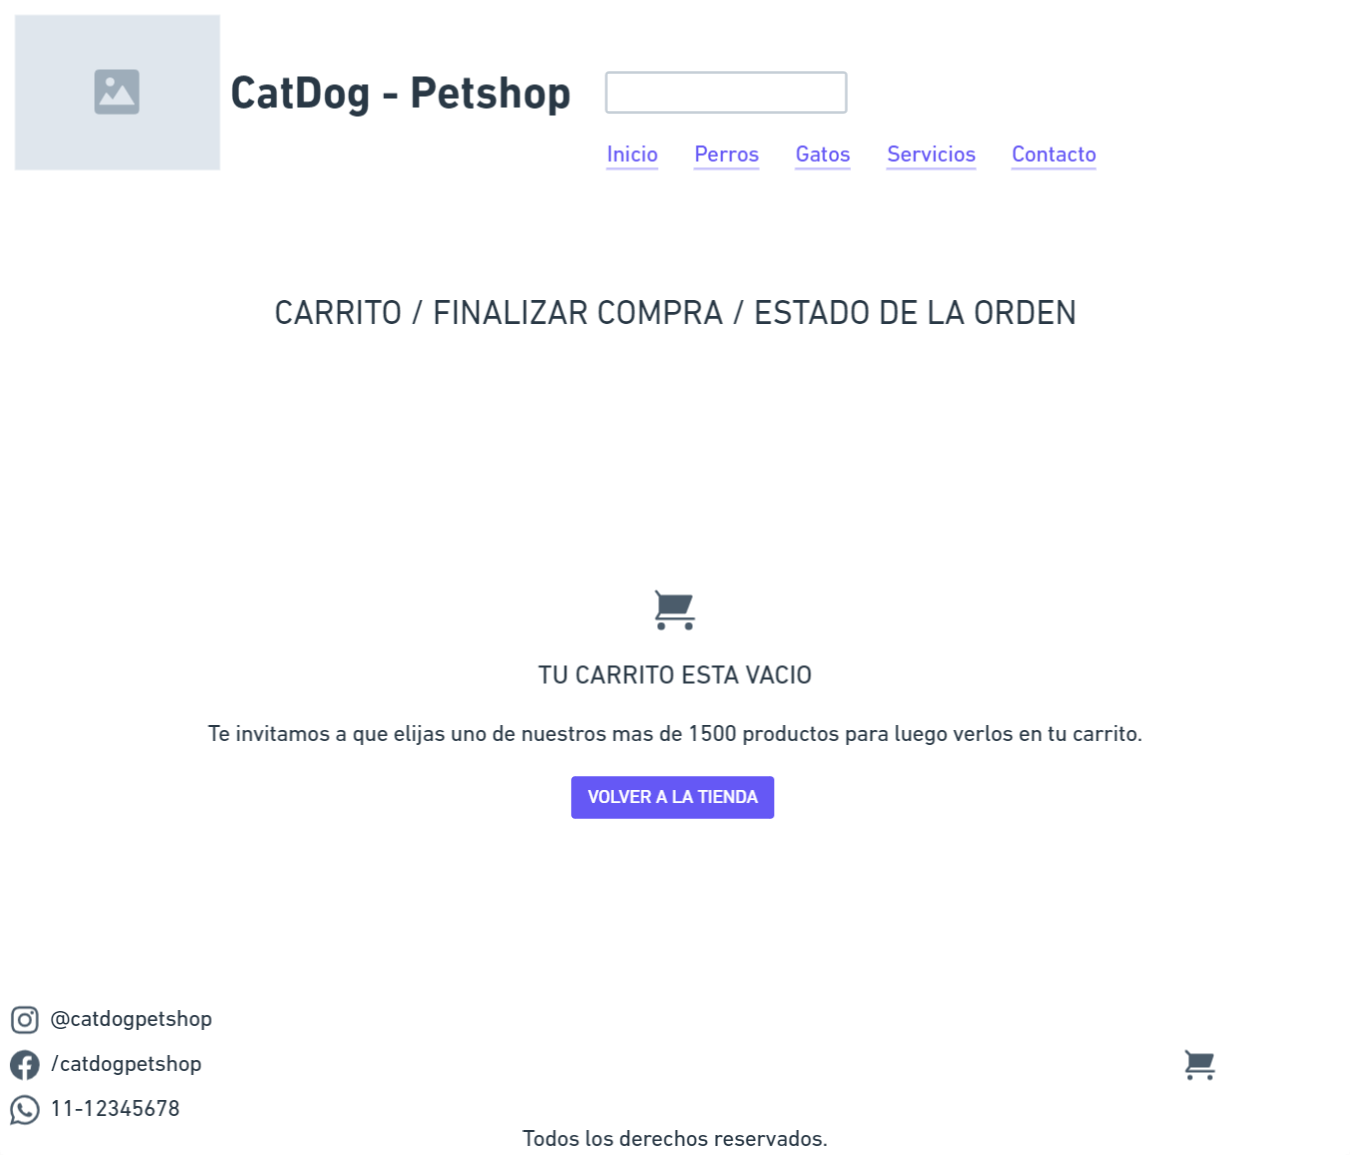 CatDog - Petshop
Inicio Perros Gatos Servicios Contacto
CARRITO / FINALIZAR COMPRA / ESTADO DE LA ORDEN
TU CARRITO ESTA VACIO
Te invitamos a que elijas uno de nuestros mas de 1500 productos para luego verlos en tu carrito.
VOLVER A LA TIENDA
@catdogpetshop
/catdogpetshop
11-12345678
Todos los derechos reservados.